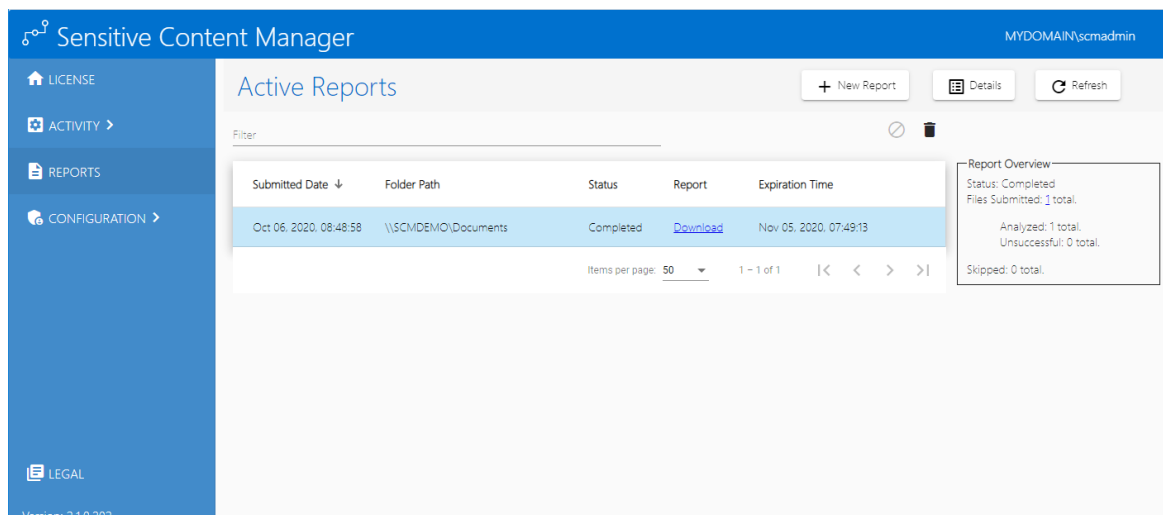 Sensitive Content Manager
MYDOMAIN\scmadmin
LICENSE
ACTIVITY
REPORTS
CONFIGURATION
LEGAL
Active Reports
New Report
Details
Refresh
Filter
Submitted Date Folder Path Status Report Expiration Time
Oct 06, 2020, 08:48:58 \\SCMDEMO\Documents Completed Download Nov 05, 2020, 07:49:13
Items per page: 50 1 – 1 of 1
Report Overview
Status: Completed
Files Submitted: 1 total.
Analyzed: 1 total.
Unsuccessful: 0 total.
Skipped: 0 total.